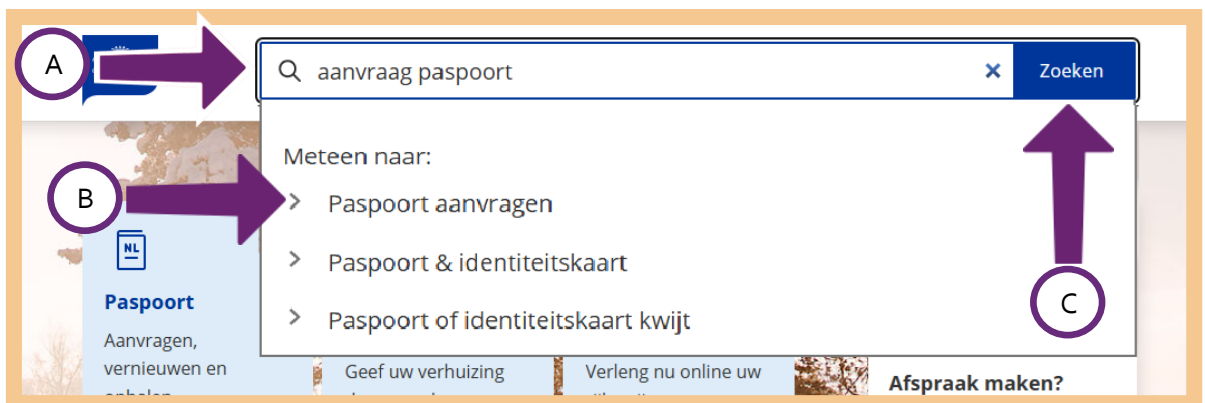 A
aanvraag paspoort
Zoeken
Meteen naar:
B
Paspoort aanvragen
Paspoort & identiteitskaart
Paspoort of identiteitskaart kwijt
C
NL
Paspoort
Aanvragen,
vernieuwen en
Geef uw verhuizing
Verleng nu online uw
Afspraak maken?